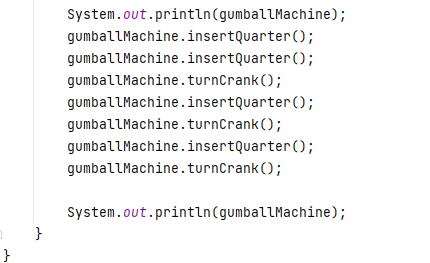 System.out.println(gumballMachine);
gumballMachine.insertQuarter();
gumballMachine.insertQuarter();
gumballMachine.turnCrank();
gumballMachine.insertQuarter();
gumballMachine.turnCrank();
gumballMachine.insertQuarter();
gumballMachine.turnCrank();

System.out.println(gumballMachine);
}
}